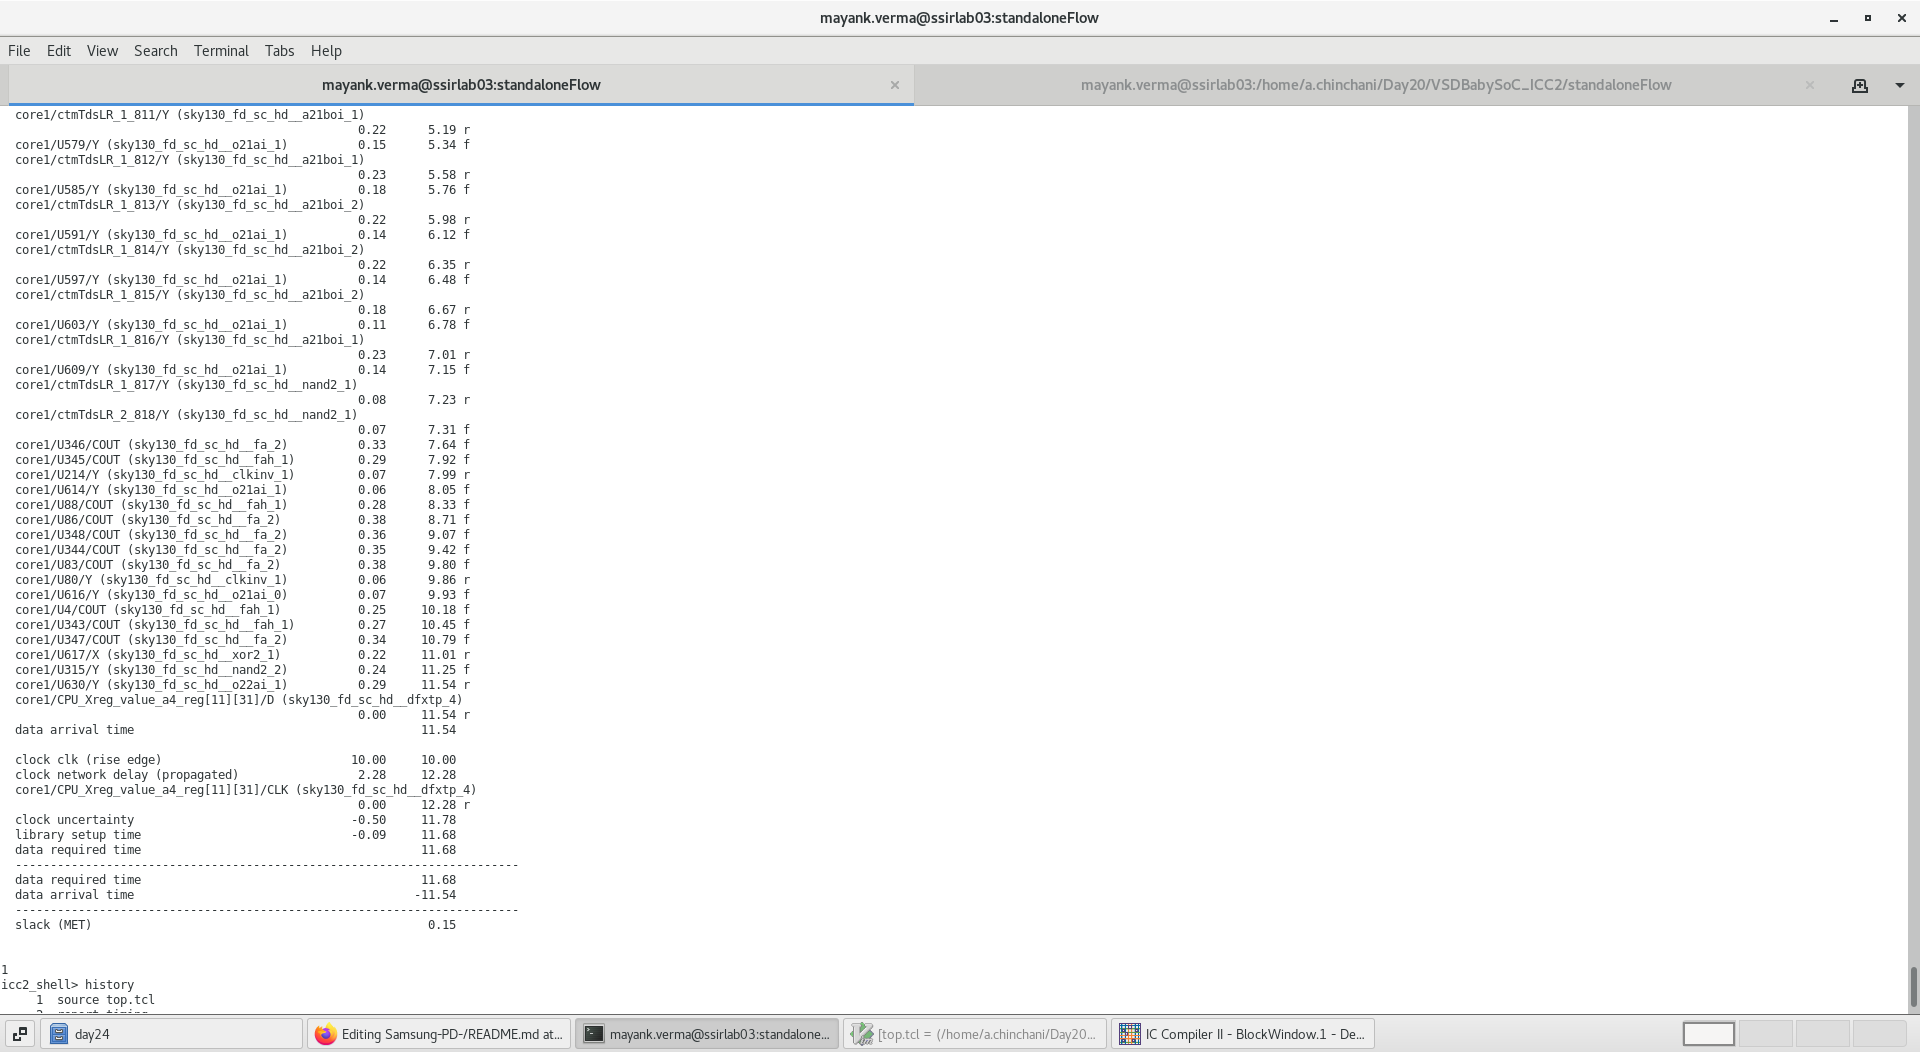 mayank.verma@ssirlab03:standaloneFlow
File Edit View Search Terminal Tabs Help
mayank.verma@ssirlab03:standaloneFlow
mayank.verma@ssirlab03:/home/a.chinchani/Day20/VSDBabySoC_ICC2/standaloneFlow
core1/ctmTdsLR_1_811/Y (sky130_fd_sc_hd__a21boi_1)
0.22 5.19 r
core1/U579/Y (sky130_fd_sc_hd__o21ai_1) 0.15 5.34 f
core1/ctmTdsLR_1_812/Y (sky130_fd_sc_hd__a21boi_1)
0.23 5.58 r
core1/U585/Y (sky130_fd_sc_hd__o21ai_1) 0.18 5.76 f
core1/ctmTdsLR_1_813/Y (sky130_fd_sc_hd__a21boi_2)
0.22 5.98 r
core1/U591/Y (sky130_fd_sc_hd__o21ai_1) 0.14 6.12 f
core1/ctmTdsLR_1_814/Y (sky130_fd_sc_hd__a21boi_2)
0.22 6.35 r
core1/U597/Y (sky130_fd_sc_hd__o21ai_1) 0.14 6.48 f
core1/ctmTdsLR_1_815/Y (sky130_fd_sc_hd__a21boi_2)
0.18 6.67 r
core1/U603/Y (sky130_fd_sc_hd__o21ai_1) 0.11 6.78 f
core1/ctmTdsLR_1_816/Y (sky130_fd_sc_hd__a21boi_1)
0.23 7.01 r
core1/U609/Y (sky130_fd_sc_hd__o21ai_1) 0.14 7.15 f
core1/ctmTdsLR_1_817/Y (sky130_fd_sc_hd__nand2_1)
0.08 7.23 r
core1/ctmTdsLR_2_818/Y (sky130_fd_sc_hd__nand2_1)
0.07 7.31 f
core1/U346/COUT (sky130_fd_sc_hd__fa_2) 0.33 7.64 f
core1/U345/COUT (sky130_fd_sc_hd__fah_1) 0.29 7.92 f
core1/U214/Y (sky130_fd_sc_hd__clkinv_1) 0.07 7.99 r
core1/U614/Y (sky130_fd_sc_hd__o21ai_1) 0.06 8.05 f
core1/U88/COUT (sky130_fd_sc_hd__fah_1) 0.28 8.33 f
core1/U86/COUT (sky130_fd_sc_hd__fa_2) 0.38 8.71 f
core1/U348/COUT (sky130_fd_sc_hd__fa_2) 0.36 9.07 f
core1/U344/COUT (sky130_fd_sc_hd__fa_2) 0.35 9.42 f
core1/U83/COUT (sky130_fd_sc_hd__fa_2) 0.38 9.80 f
core1/U80/Y (sky130_fd_sc_hd__clkinv_1) 0.06 9.86 r
core1/U616/Y (sky130_fd_sc_hd__o21ai_0) 0.07 9.93 f
core1/U4/COUT (sky130_fd_sc_hd__fah_1) 0.25 10.18 f
core1/U343/COUT (sky130_fd_sc_hd__fah_1) 0.27 10.45 f
core1/U347/COUT (sky130_fd_sc_hd__fa_2) 0.34 10.79 f
core1/U617/X (sky130_fd_sc_hd__xor2_1) 0.22 11.01 r
core1/U315/Y (sky130_fd_sc_hd__nand2_2) 0.24 11.25 f
core1/U630/Y (sky130_fd_sc_hd__o22ai_1) 0.29 11.54 r
core1/CPU_Xreg_value_a4_reg[11][31]/D (sky130_fd_sc_hd__dfxtp_4)
0.00 11.54 r
data arrival time 11.54
clock clk (rise edge) 10.00 10.00
clock network delay (propagated) 2.28 12.28
core1/CPU_Xreg_value_a4_reg[11][31]/CLK (sky130_fd_sc_hd__dfxtp_4)
0.00 12.28 r
clock uncertainty -0.50 11.78
library setup time -0.09 11.68
data required time 11.68
------------------------------------------------------------------------
data required time 11.68
data arrival time -11.54
------------------------------------------------------------------------
slack (MET) 0.15
1
icc2_shell> history
1 source top.tcl
day24
Editing Samsung-PD-/README.md at...
mayank.verma@ssirlab03:standalone...
[top.tcl = (/home/a.chinchani/Day20...
IC Compiler II - BlockWindow.1 - De...